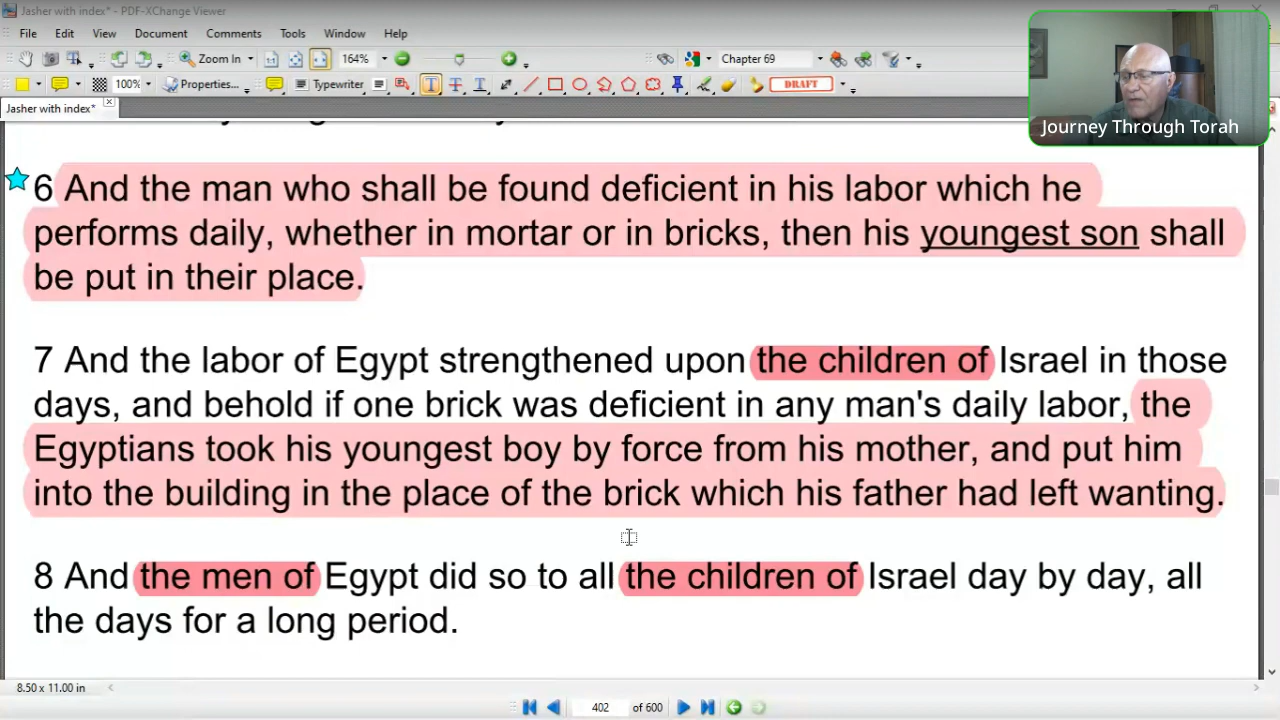 Jasher with index* - PDF-XChange Viewer
File Edit View Document Comments Tools Window Help
Zoom In 164% Chapter 69
100% Properties... Typewriter DRAFT
Jasher with index*
Journey Through Torah
6 And the man who shall be found deficient in his labor which he
performs daily, whether in mortar or in bricks, then his youngest son shall
be put in their place.
7 And the labor of Egypt strengthened upon the children of Israel in those
days, and behold if one brick was deficient in any man's daily labor, the
Egyptians took his youngest boy by force from his mother, and put him
into the building in the place of the brick which his father had left wanting.
8 And the men of Egypt did so to all the children of Israel day by day, all
the days for a long period.
8.50 x 11.00 in
402 of 600